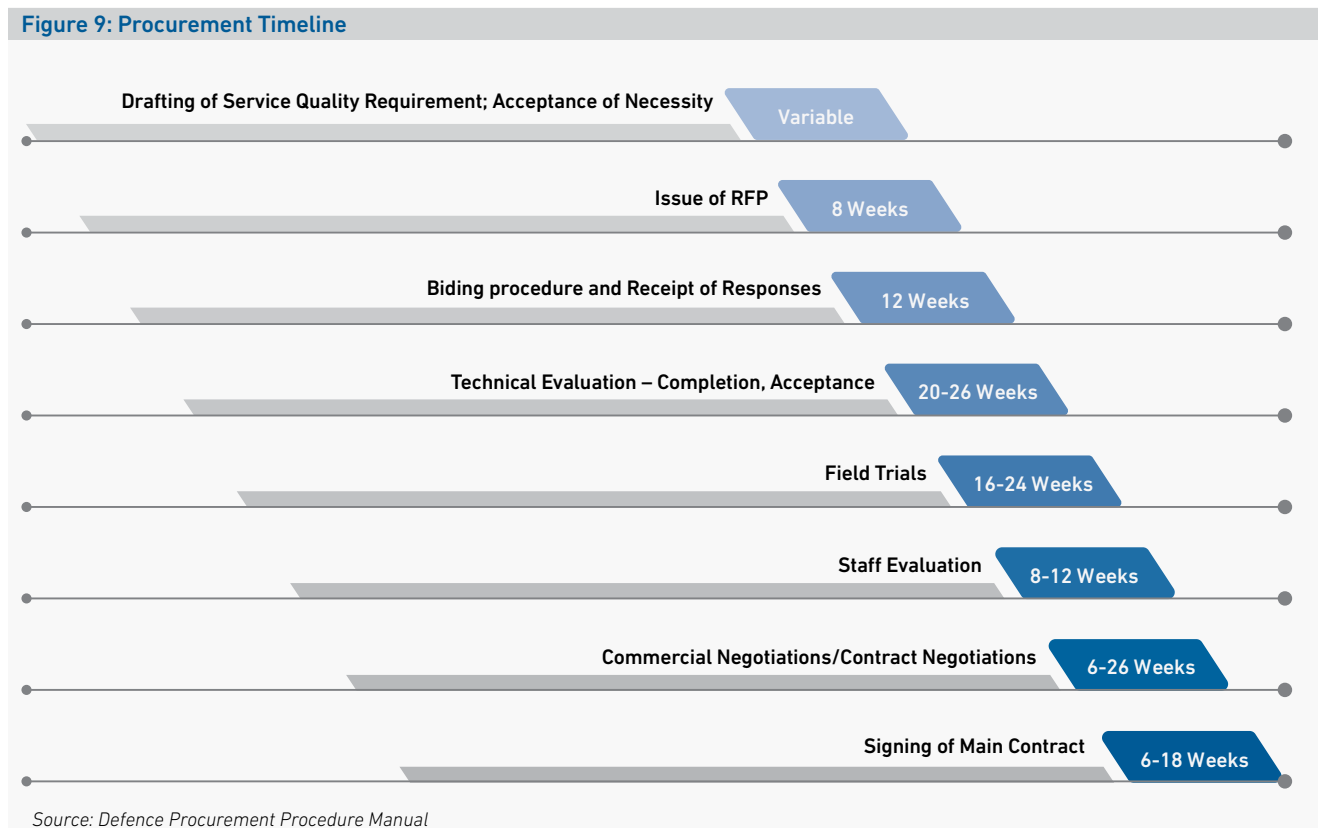 Figure 9: Procurement Timeline
Drafting of Service Quality Requirement; Acceptance of Necessity
Variable
Issue of RFP
8 Weeks
Biding procedure and Receipt of Responses
12 Weeks
Technical Evaluation – Completion, Acceptance
20-26 Weeks
Field Trials
16-24 Weeks
Staff Evaluation
8-12 Weeks
Commercial Negotiations/Contract Negotiations
6-26 Weeks
Signing of Main Contract
6-18 Weeks
Source: Defence Procurement Procedure Manual